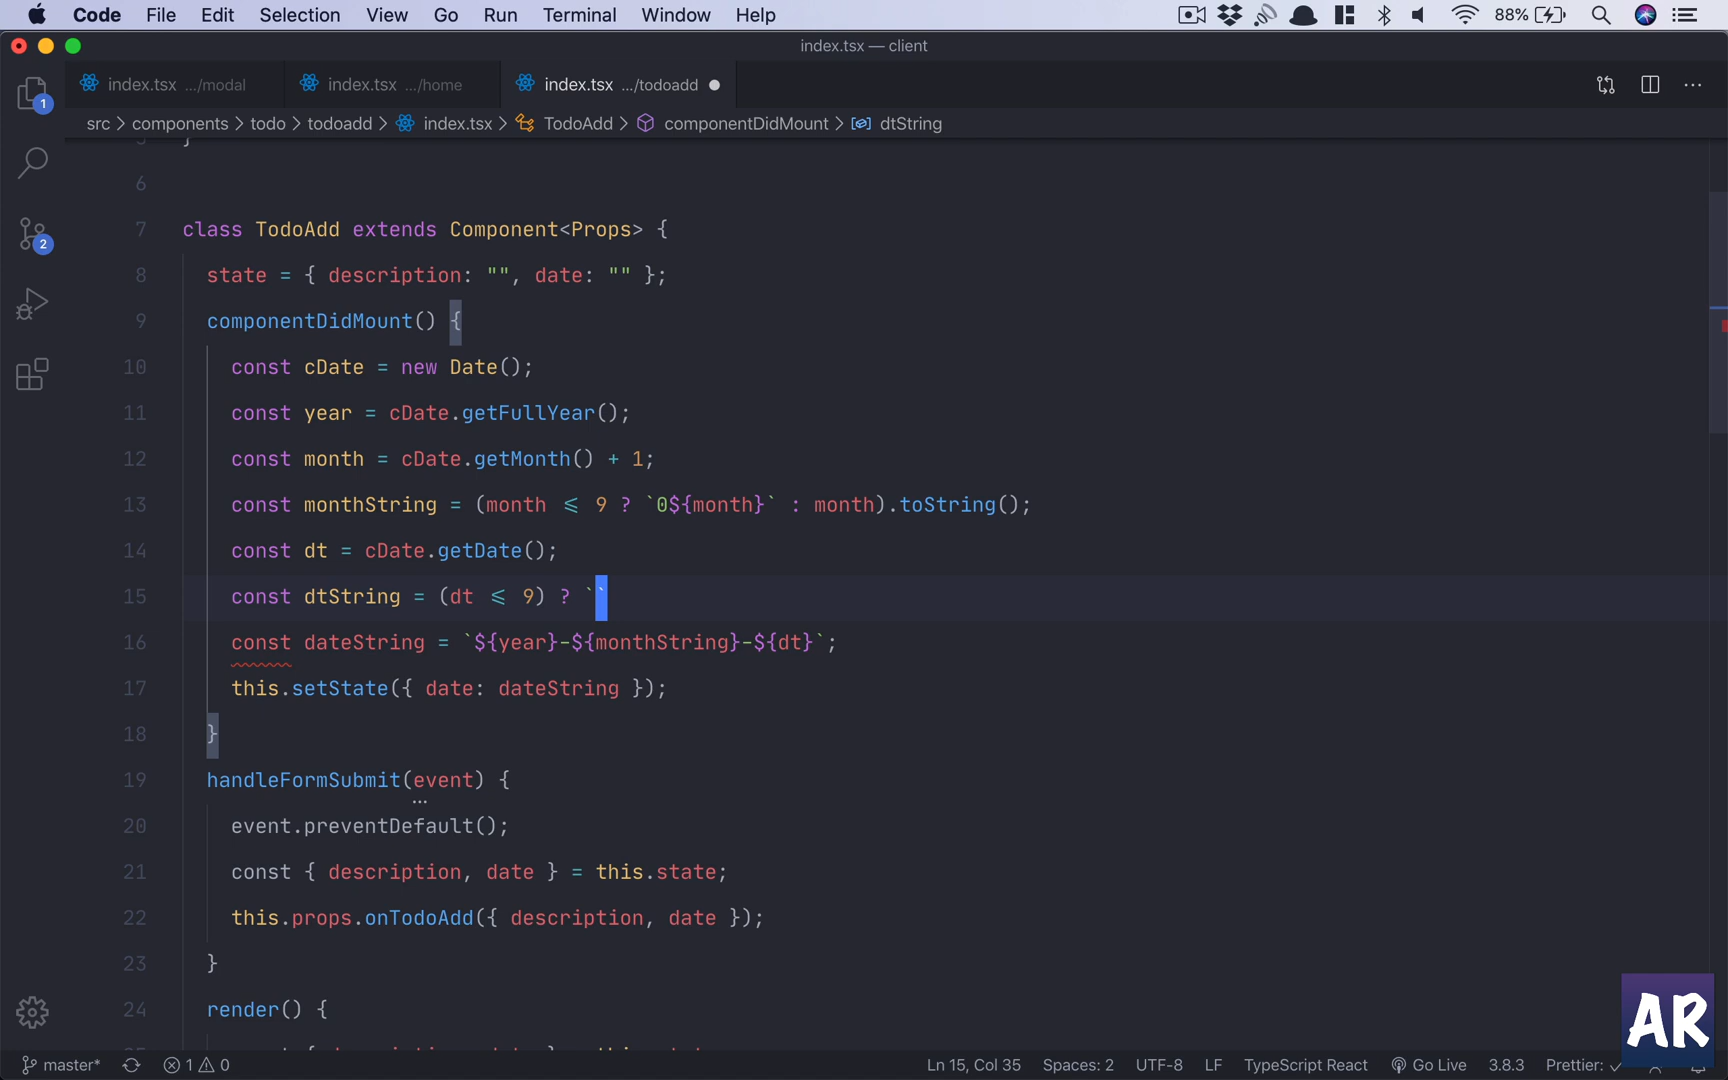 Code File Edit Selection View Go Run Terminal Window Help 88%
index.tsx — client
index.tsx .../modal index.tsx .../home index.tsx .../todoadd
src > components > todo > todoadd > index.tsx > TodoAdd > componentDidMount > dtString
1
2
5 }
6
7 class TodoAdd extends Component<Props> {
8 state = { description: "", date: "" };
9 componentDidMount() {
10 const cDate = new Date();
11 const year = cDate.getFullYear();
12 const month = cDate.getMonth() + 1;
13 const monthString = (month ≤ 9 ? `0${month}` : month).toString();
14 const dt = cDate.getDate();
15 const dtString = (dt ≤ 9) ? ``
16 const dateString = `${year}-${monthString}-${dt}`;
17 this.setState({ date: dateString });
18 }
19 handleFormSubmit(event) {
20 event.preventDefault();
21 const { description, date } = this.state;
22 this.props.onTodoAdd({ description, date });
23 }
24 render() {
master* 1 0 Ln 15, Col 35 Spaces: 2 UTF-8 LF TypeScript React Go Live 3.8.3 Prettier: ✓
AR